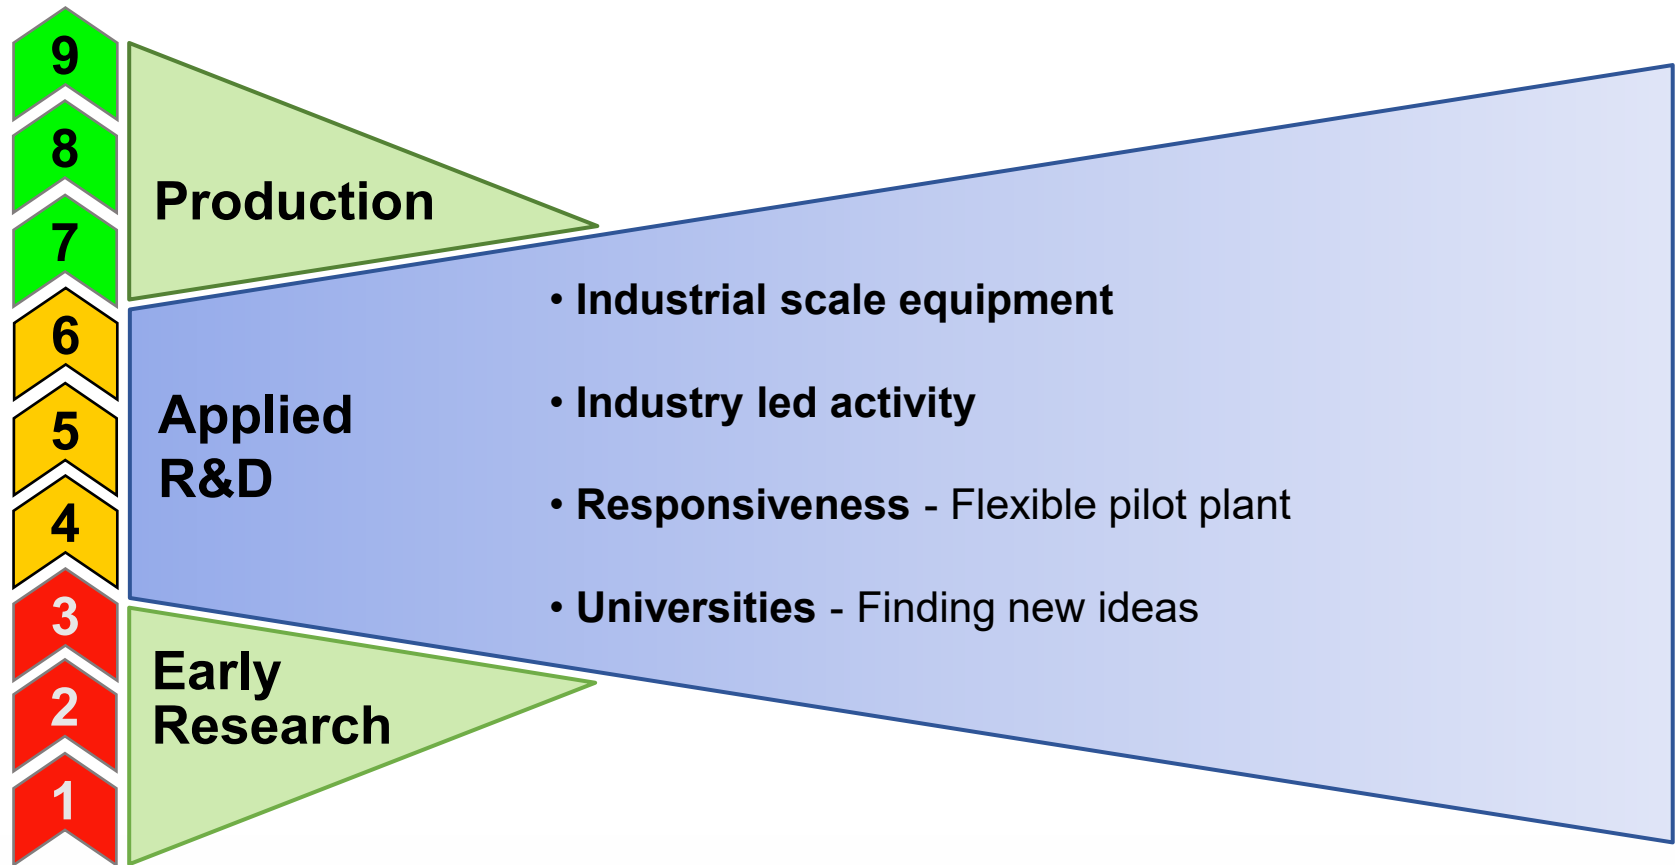 9
8
7
6
5
4
3
2
1
Production
Applied
R&D
Early
Research
• Industrial scale equipment
• Industry led activity
• Responsiveness - Flexible pilot plant
• Universities - Finding new ideas